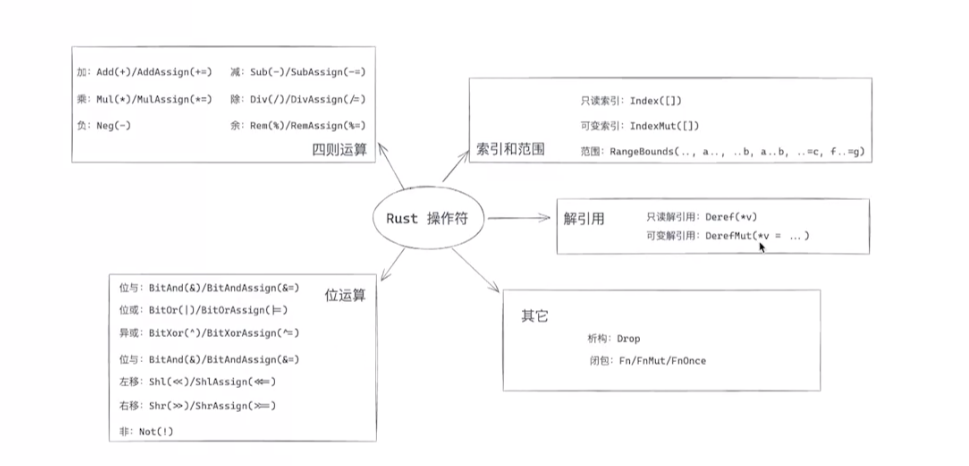 加: Add(+)/AddAssign(+=) 减: Sub(-)/SubAssign(-=)
乘: Mul(*)/MulAssign(*=) 除: Div(/)/DivAssign(/=)
负: Neg(-) 余: Rem(%)/RemAssign(%=)
四则运算
只读索引: Index([])
可变索引: IndexMut([])
索引和范围
范围: RangeBounds(.., a.., ..b, a..b, ..=c, f..=g)
Rust 操作符
解引用
只读解引用: Deref(*v)
可变解引用: DerefMut(*v = ...)
位运算
位与: BitAnd(&)/BitAndAssign(&=)
位或: BitOr(|)/BitOrAssign(|=)
异或: BitXor(^)/BitXorAssign(^=)
位与: BitAnd(&)/BitAndAssign(&=)
左移: Shl(<<)/ShlAssign(<<=)
右移: Shr(>>)/ShrAssign(>>=)
非: Not(!)
其它
析构: Drop
闭包: Fn/FnMut/FnOnce